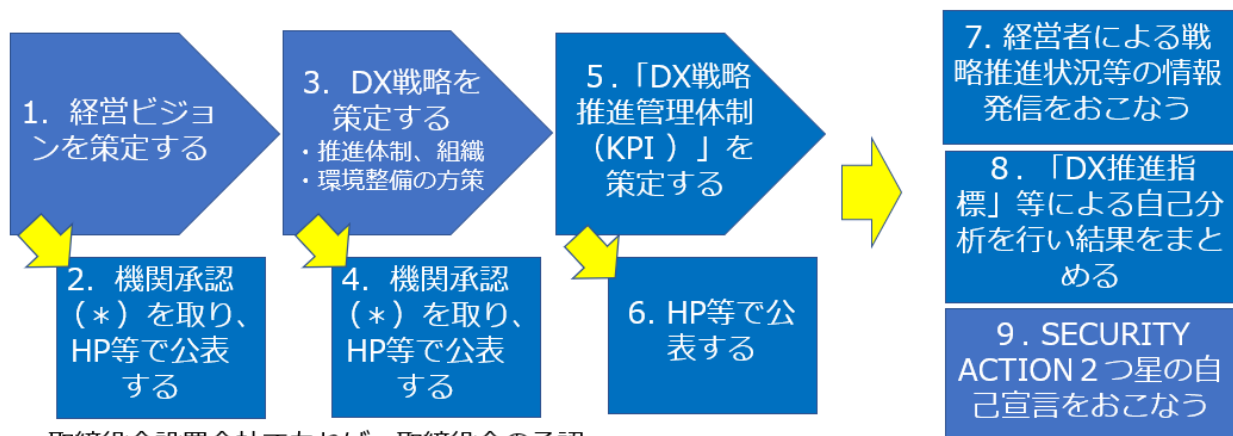 1．経営ビジョ
ンを策定する
2．機関承認
（＊）を取り、
HP等で公表
する
3．DX戦略を
策定する
・推進体制、組織
・環境整備の方策
4．機関承認
（＊）を取り、
HP等で公表
する
5．「DX戦略
推進管理体制
（KPI ）」を
策定する
6. HP等で公
表する
7. 経営者による戦
略推進状況等の情報
発信をおこなう
8．「DX推進指
標」等による自己分
析を行い結果をまと
める
9．SECURITY
ACTION２つ星の自
己宣言をおこなう